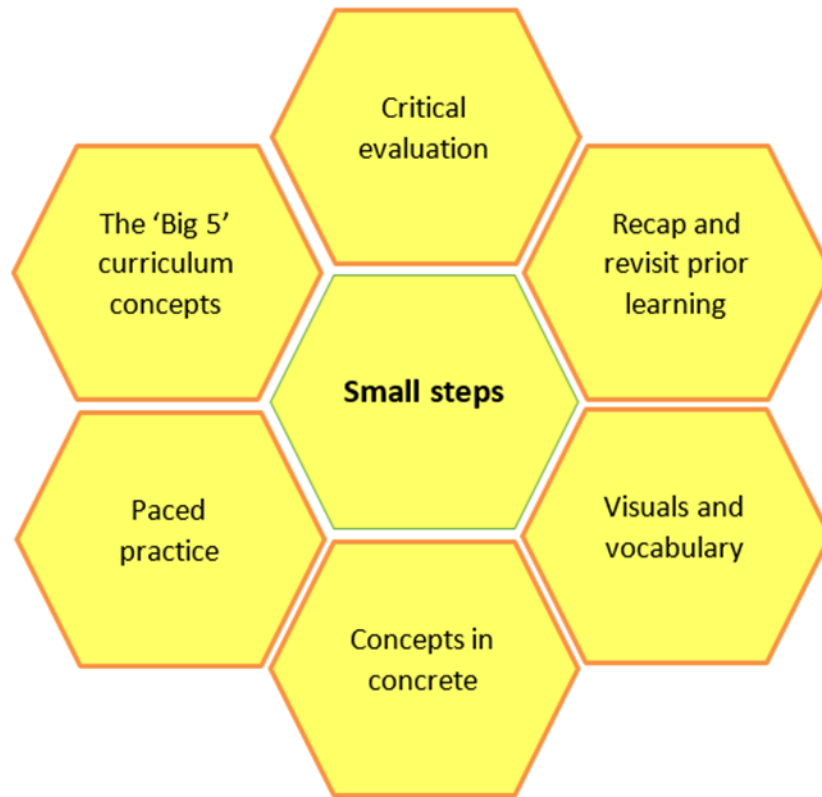 Critical
evaluation
The ‘Big 5’
curriculum
concepts
Recap and
revisit prior
learning
Small steps
Paced
practice
Visuals and
vocabulary
Concepts in
concrete